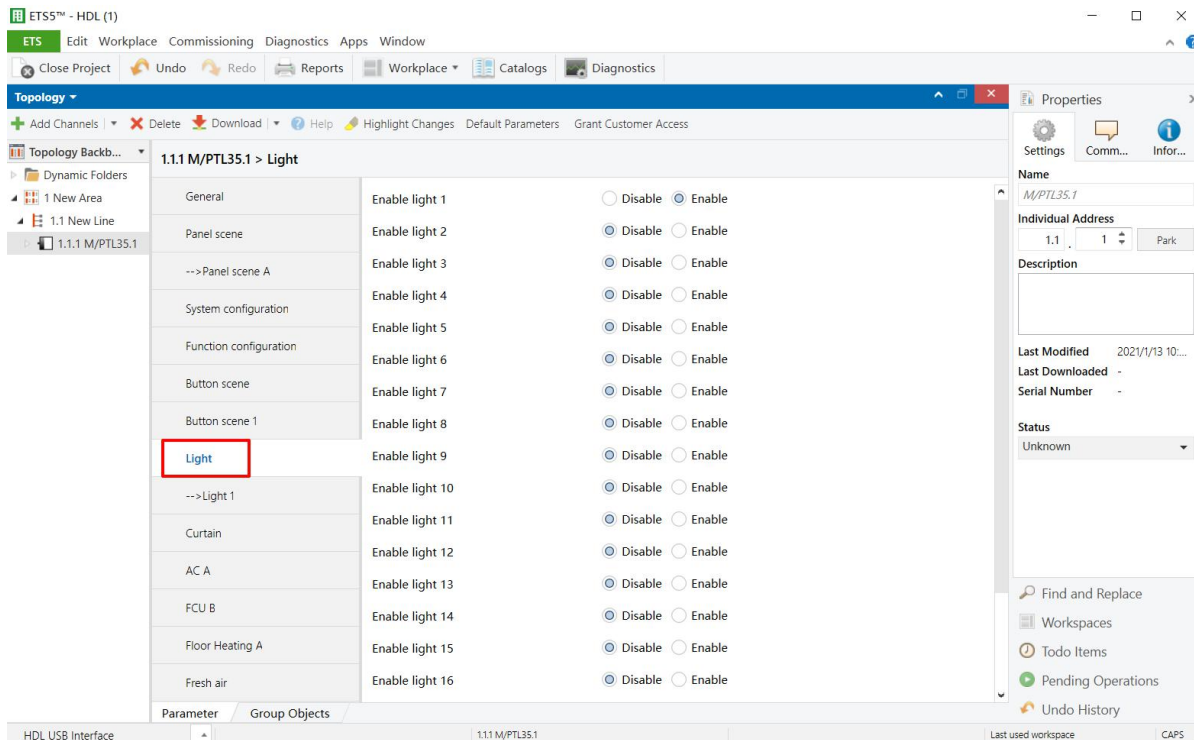 ETS5™ - HDL (1)
ETS Edit Workplace Commissioning Diagnostics Apps Window
Close Project Undo Redo Reports Workplace Catalogs Diagnostics
Topology
Add Channels Delete Download Help Highlight Changes Default Parameters Grant Customer Access
Topology Backb...
Dynamic Folders
1 New Area
1.1 New Line
1.1.1 M/PTL35.1
1.1.1 M/PTL35.1 > Light
General
Panel scene
-->Panel scene A
System configuration
Function configuration
Button scene
Button scene 1
Light
-->Light 1
Curtain
AC A
FCU B
Floor Heating A
Fresh air
Enable light 1 Disable Enable
Enable light 2 Disable Enable
Enable light 3 Disable Enable
Enable light 4 Disable Enable
Enable light 5 Disable Enable
Enable light 6 Disable Enable
Enable light 7 Disable Enable
Enable light 8 Disable Enable
Enable light 9 Disable Enable
Enable light 10 Disable Enable
Enable light 11 Disable Enable
Enable light 12 Disable Enable
Enable light 13 Disable Enable
Enable light 14 Disable Enable
Enable light 15 Disable Enable
Enable light 16 Disable Enable
Parameter Group Objects
Properties
Settings Comm... Infor...
Name
M/PTL35.1
Individual Address
1.1 . 1 Park
Description
Last Modified 2021/1/13 10:...
Last Downloaded -
Serial Number -
Status
Unknown
Find and Replace
Workspaces
Todo Items
Pending Operations
Undo History
HDL USB Interface 1.1.1 M/PTL35.1 Last used workspace CAPS